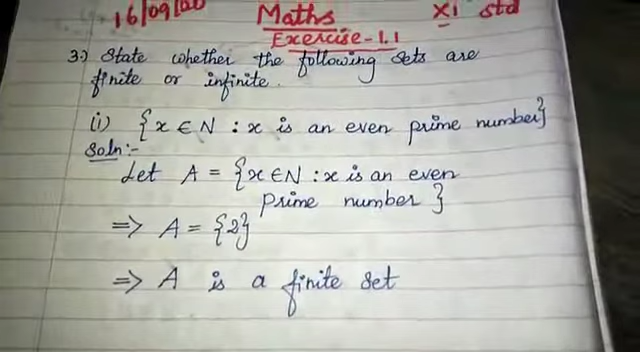 16/09/20 Maths XI std
Exercise-1.1
3.) State whether the following sets are
finite or infinite.
(i) {x ∈ N : x is an even prime number}
Soln:-
Let A = {x ∈ N : x is an even
prime number}
=> A = {2}
=> A is a finite set